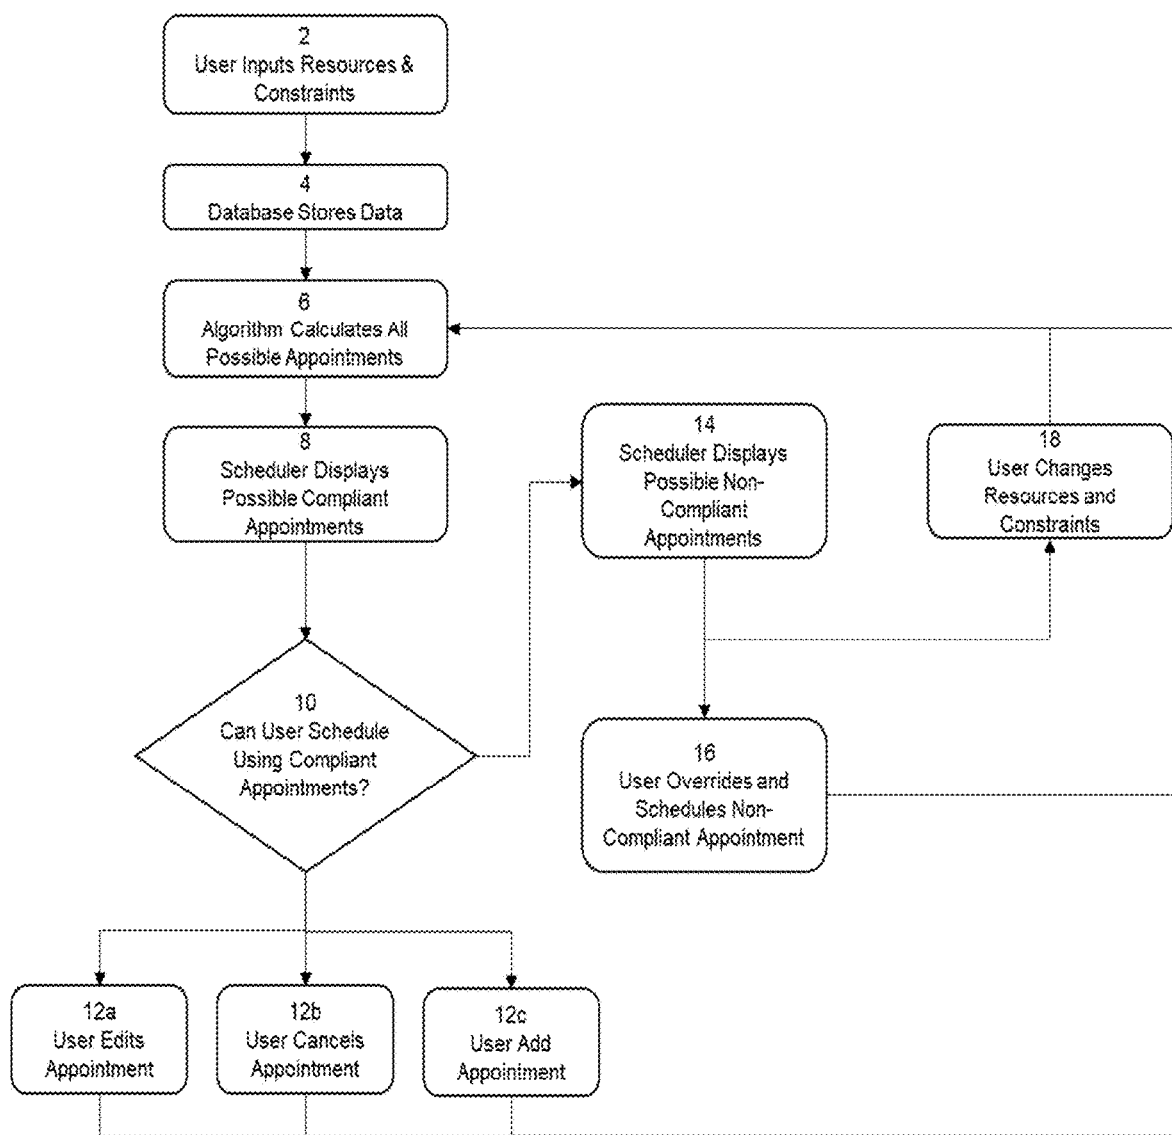 2
User Inputs Resources &
Constraints
4
Database Stores Data
6
Algorithm Calculates All
Possible Appointments
8
Scheduler Displays
Possible Compliant
Appointments
14
Scheduler Displays
Possible Non-
Compliant
Appointments
18
User Changes
Resources and
Constraints
10
Can User Schedule
Using Compliant
Appointments?
16
User Overrides and
Schedules Non-
Compliant Appointment
12a
User Edits
Appointment
12b
User Cancels
Appointment
12c
User Add
Appointment